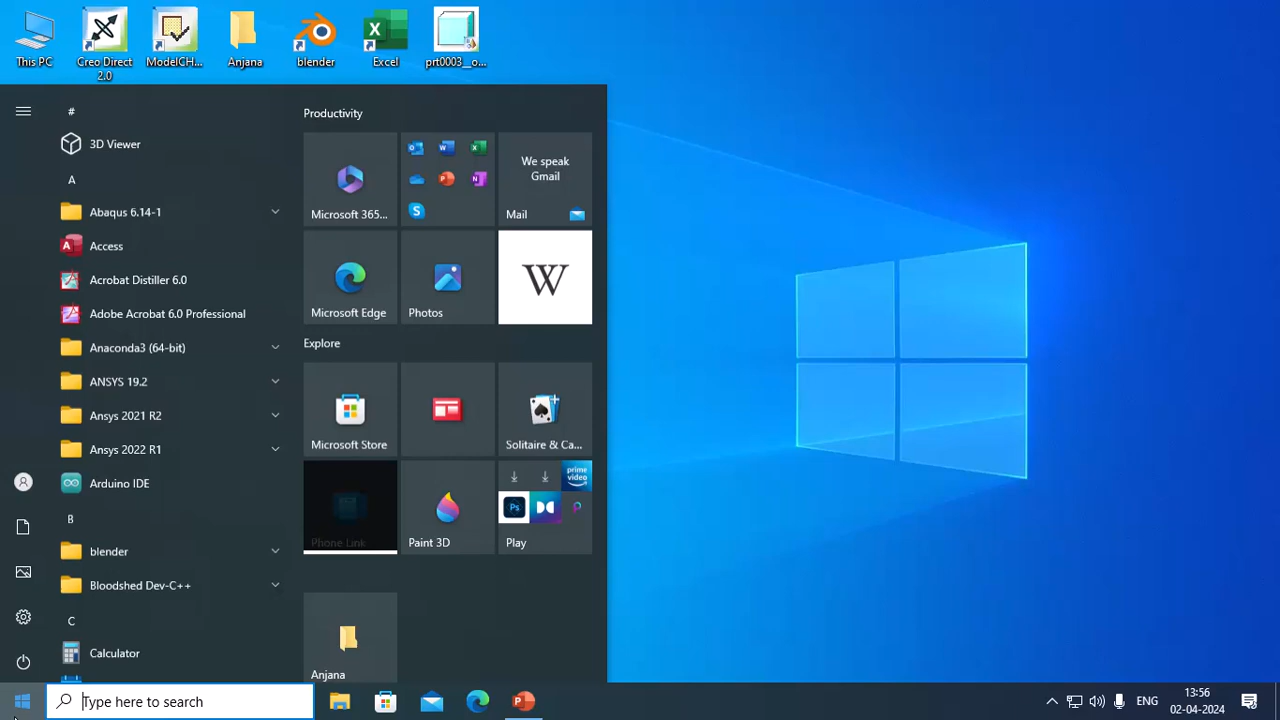 This PC
Creo Direct 2.0
ModelCH...
Anjana
blender
Excel
prt0003__o...
#
3D Viewer
A
Abaqus 6.14-1
Access
Acrobat Distiller 6.0
Adobe Acrobat 6.0 Professional
Anaconda3 (64-bit)
ANSYS 19.2
Ansys 2021 R2
Ansys 2022 R1
Arduino IDE
B
blender
Bloodshed Dev-C++
C
Calculator
Productivity
Microsoft 365...
We speak
Gmail
Mail
Microsoft Edge
Photos
W
Explore
Microsoft Store
Solitaire & Ca...
Phone Link
Paint 3D
prime video
Ps
Play
Anjana
Type here to search
ENG
13:56
02-04-2024